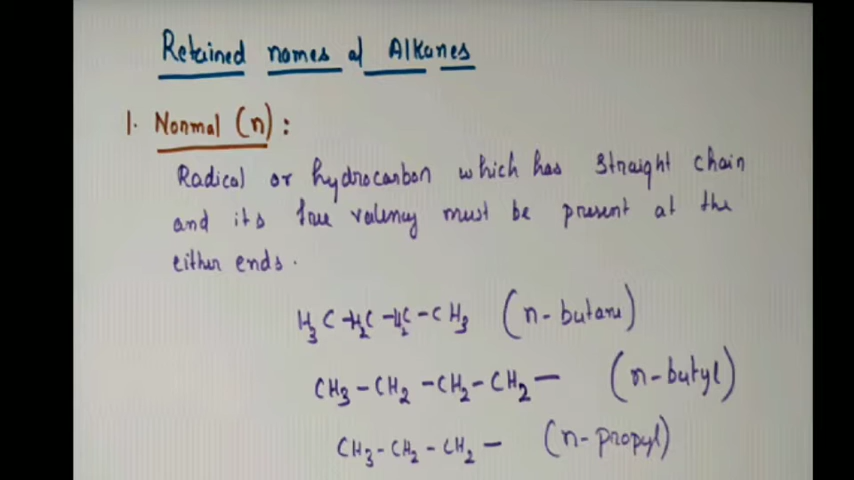 Retained names of Alkanes
1. Normal (n):
Radical or hydrocarbon which has straight chain
and its free valency must be present at the
either ends.
H3C-H2C-H2C-CH3 (n-butane)
CH3-CH2-CH2-CH2- (n-butyl)
CH3-CH2-CH2- (n-propyl)